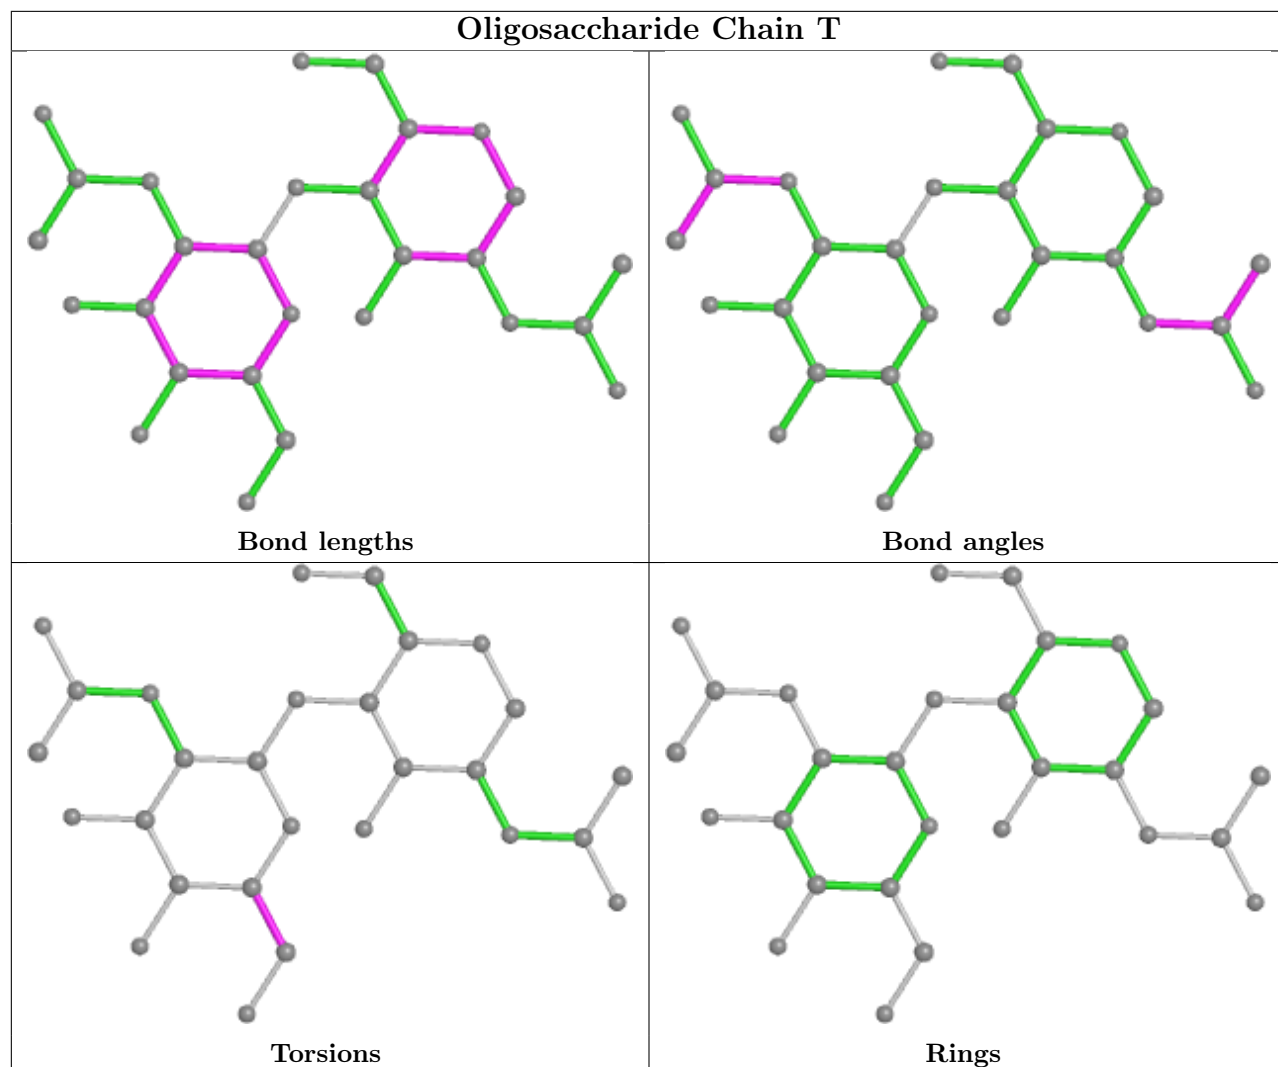 Oligosaccharide Chain T
Bond lengths
Bond angles
Torsions
Rings